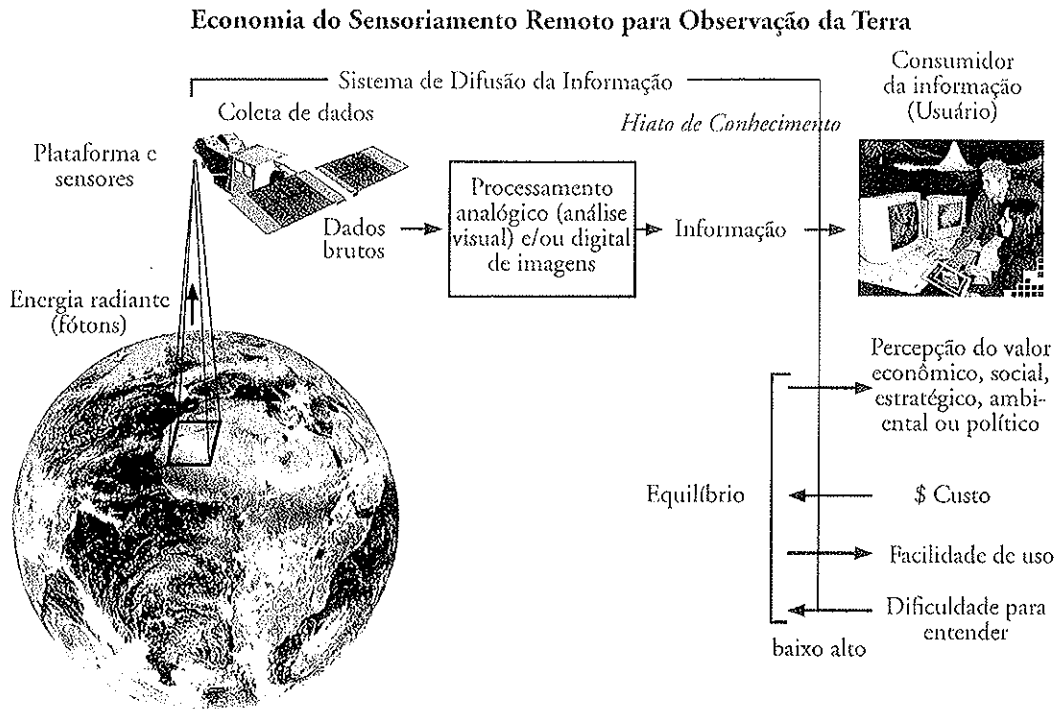 Economia do Sensoriamento Remoto para Observação da Terra
Sistema de Difusão da Informação
Coleta de dados
Plataforma e
sensores
Dados
brutos
Energia radiante
(fótons)
Processamento
analógico (análise
visual) e/ou digital
de imagens
Informação
Hiato de Conhecimento
Consumidor
da informação
(Usuário)
Equilíbrio
Percepção do valor
econômico, social,
estratégico, ambi-
ental ou político
$ Custo
Facilidade de uso
Dificuldade para
entender
baixo alto